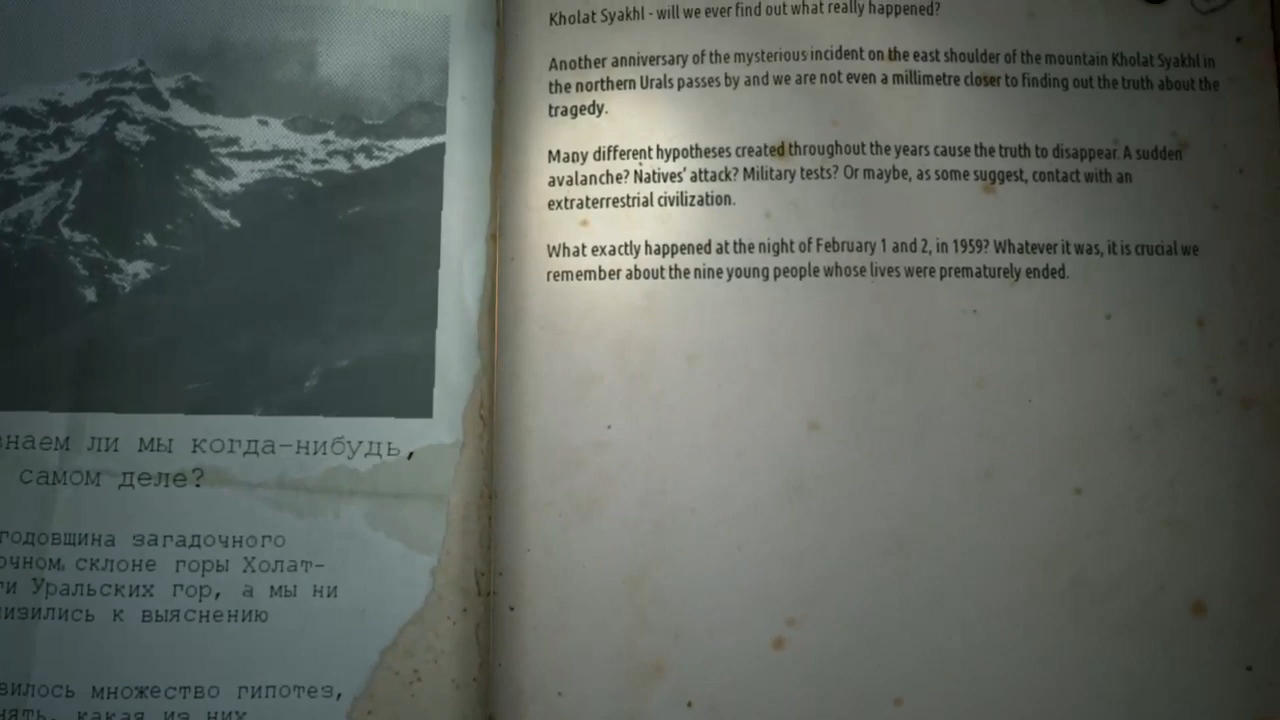 знаем ли мы когда-нибудь,
самом деле?
годовщина загадочного
склоне горы Холат-
Уральских гор, а мы ни
к выяснению
множество гипотез,
какая из них
Kholat Syakhl - will we ever find out what really happened?
Another anniversary of the mysterious incident on the east shoulder of the mountain Kholat Syakhl in
the northern Urals passes by and we are not even a millimetre closer to finding out the truth about the
tragedy.
Many different hypotheses created throughout the years cause the truth to disappear. A sudden
avalanche? Natives' attack? Military tests? Or maybe, as some suggest, contact with an
extraterrestrial civilization.
What exactly happened at the night of February 1 and 2, in 1959? Whatever it was, it is crucial we
remember about the nine young people whose lives were prematurely ended.